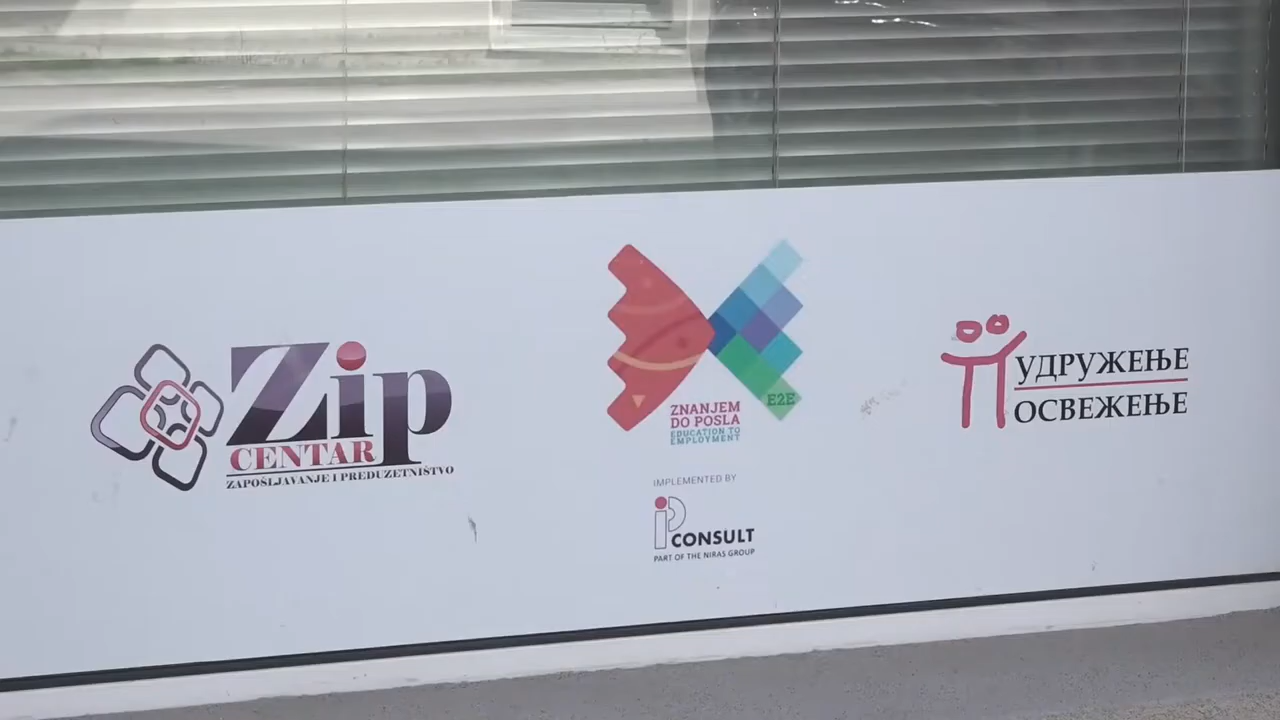 Zip
CENTAR
ZAPOŠLJAVANJE I PREDUZETNIŠTVO
ZNANJEM
DO POSLA
EDUCATION TO
EMPLOYMENT
E2E
IMPLEMENTED BY
IP CONSULT
PART OF THE NIRAS GROUP
УДРУЖЕЊЕ
ОСВЕЖЕЊЕ